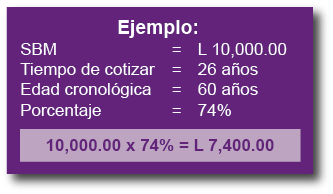 Ejemplo:
SBM = L 10,000.00
Tiempo de cotizar = 26 años
Edad cronológica = 60 años
Porcentaje = 74%
10,000.00 x 74% = L 7,400.00